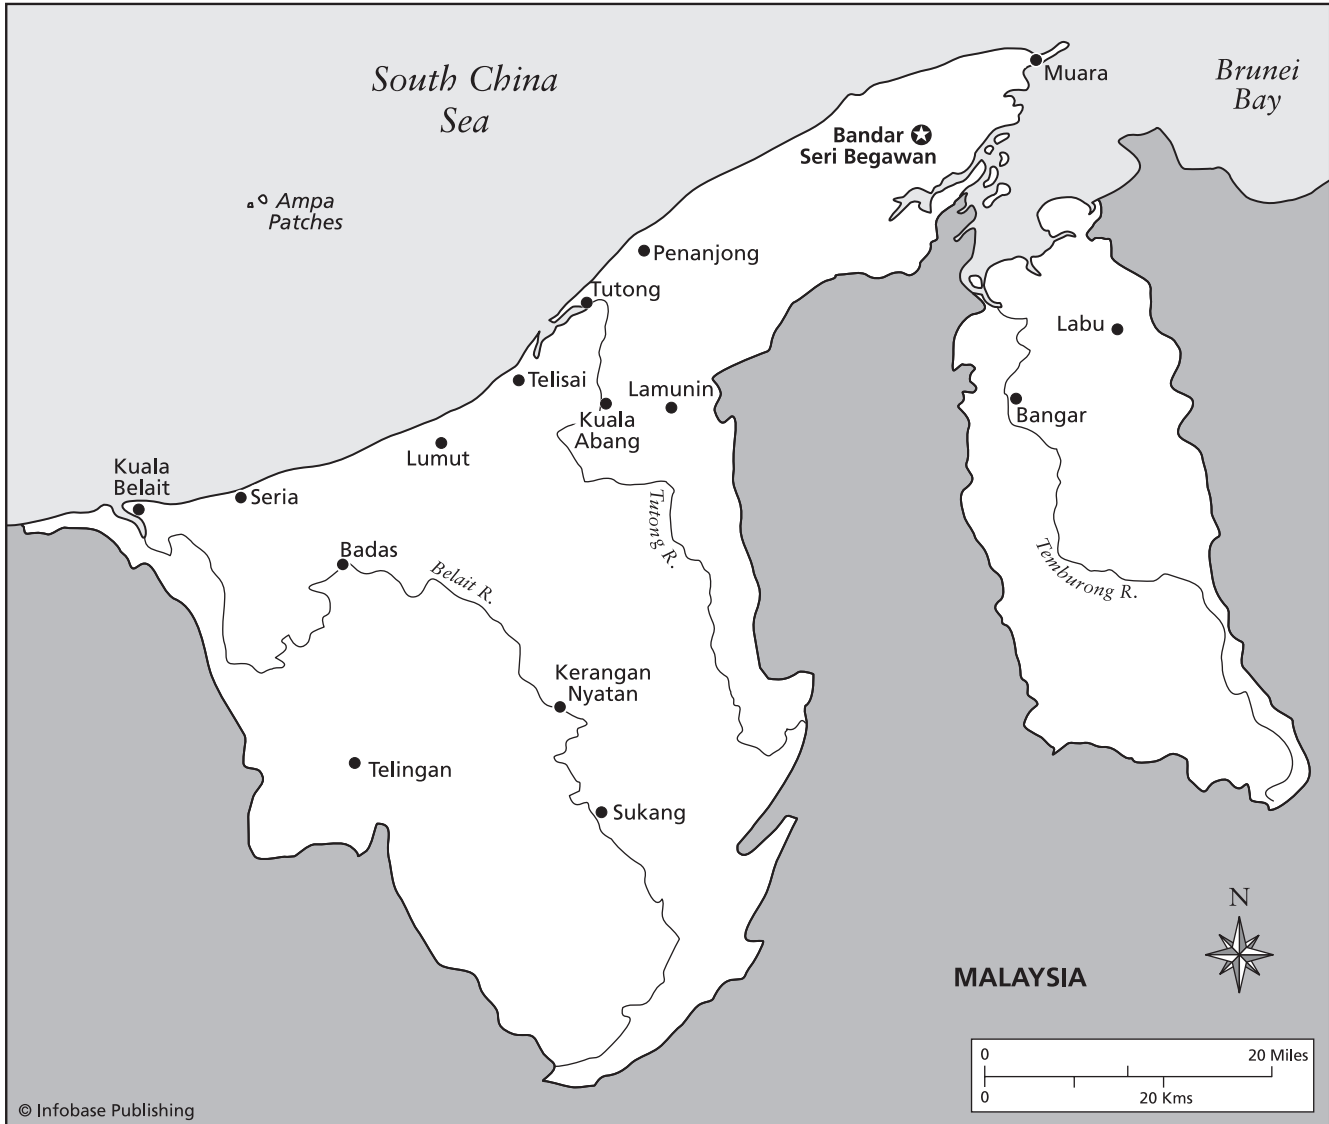 South China
Sea
Brunei
Bay
Muara
Bandar
Seri Begawan
Ampa
Patches
Penanjong
Tutong
Labu
Telisai
Lamunin
Kuala
Abang
Bangar
Lumut
Kuala
Belait
Seria
Tutong R.
Badas
Belait R.
Temburong R.
Kerangan
Nyatan
Telingan
Sukang
N
MALAYSIA
0 20 Miles
0 20 Kms
© Infobase Publishing